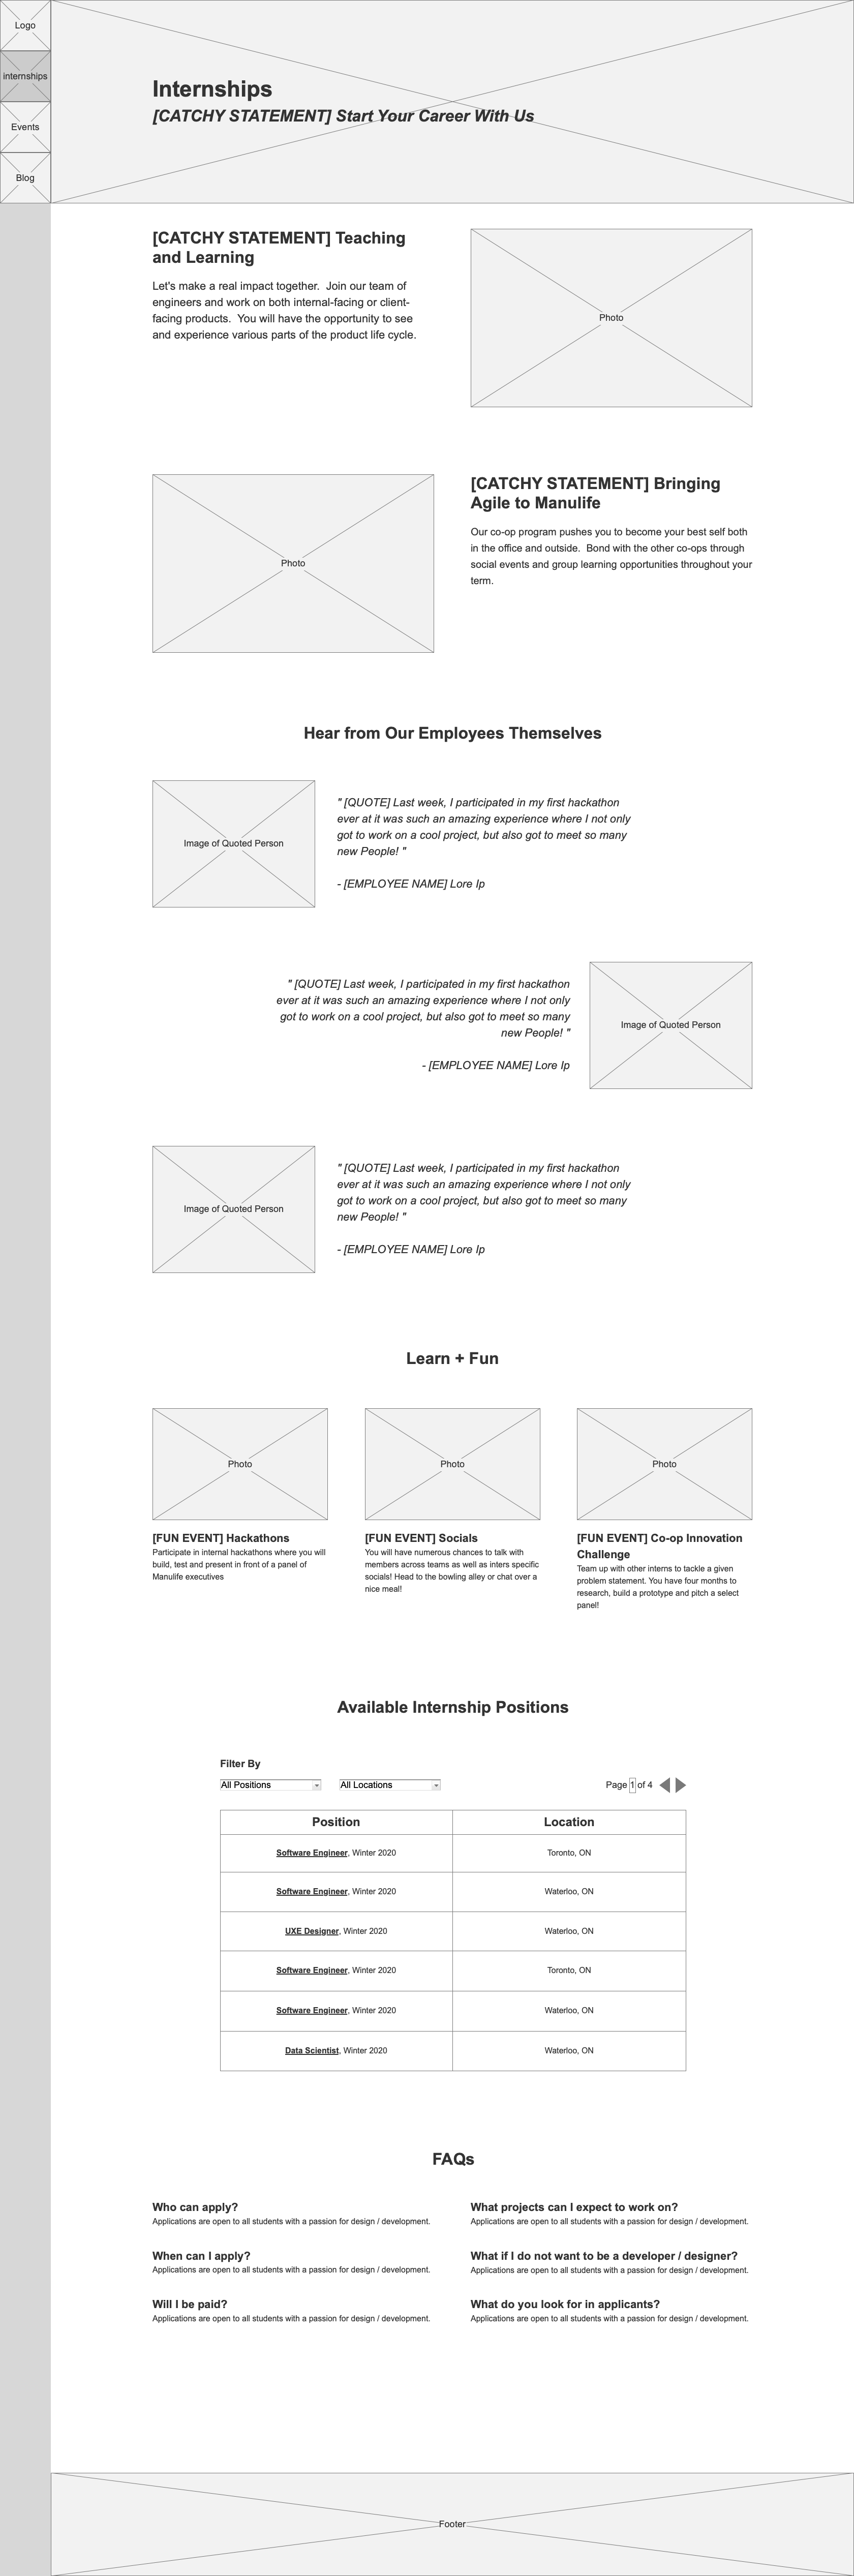 Logo
internships
Events
Blog
Internships
[CATCHY STATEMENT] Start Your Career With Us
[CATCHY STATEMENT] Teaching
and Learning
Let's make a real impact together.  Join our team of
engineers and work on both internal-facing or client-
facing products.  You will have the opportunity to see
and experience various parts of the product life cycle.
Photo
Photo
[CATCHY STATEMENT] Bringing
Agile to Manulife
Our co-op program pushes you to become your best self both
in the office and outside.  Bond with the other co-ops through
social events and group learning opportunities throughout your
term.
Hear from Our Employees Themselves
Image of Quoted Person
" [QUOTE] Last week, I participated in my first hackathon
ever at it was such an amazing experience where I not only
got to work on a cool project, but also got to meet so many
new People! "
- [EMPLOYEE NAME] Lore Ip
" [QUOTE] Last week, I participated in my first hackathon
ever at it was such an amazing experience where I not only
got to work on a cool project, but also got to meet so many
new People! "
- [EMPLOYEE NAME] Lore Ip
Image of Quoted Person
Image of Quoted Person
" [QUOTE] Last week, I participated in my first hackathon
ever at it was such an amazing experience where I not only
got to work on a cool project, but also got to meet so many
new People! "
- [EMPLOYEE NAME] Lore Ip
Learn + Fun
Photo
[FUN EVENT] Hackathons
Participate in internal hackathons where you will
build, test and present in front of a panel of
Manulife executives
Photo
[FUN EVENT] Socials
You will have numerous chances to talk with
members across teams as well as inters specific
socials! Head to the bowling alley or chat over a
nice meal!
Photo
[FUN EVENT] Co-op Innovation
Challenge
Team up with other interns to tackle a given
problem statement. You have four months to
research, build a prototype and pitch a select
panel!
Available Internship Positions
Filter By
All Positions All Locations Page 1 of 4
Position Location
Software Engineer, Winter 2020 Toronto, ON
Software Engineer, Winter 2020 Waterloo, ON
UXE Designer, Winter 2020 Waterloo, ON
Software Engineer, Winter 2020 Toronto, ON
Software Engineer, Winter 2020 Waterloo, ON
Data Scientist, Winter 2020 Waterloo, ON
FAQs
Who can apply?
Applications are open to all students with a passion for design / development.
When can I apply?
Applications are open to all students with a passion for design / development.
Will I be paid?
Applications are open to all students with a passion for design / development.
What projects can I expect to work on?
Applications are open to all students with a passion for design / development.
What if I do not want to be a developer / designer?
Applications are open to all students with a passion for design / development.
What do you look for in applicants?
Applications are open to all students with a passion for design / development.
Footer